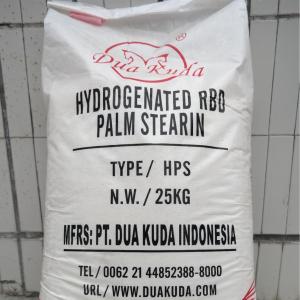 Dua Kuda
HYDROGENATED RBD
PALM STEARIN
TYPE/ HPS
N.W. / 25KG
MFRS: PT. DUA KUDA INDONESIA
TEL / 0062 21 44852388-8000
URL / WWW.DUAKUDA.COM